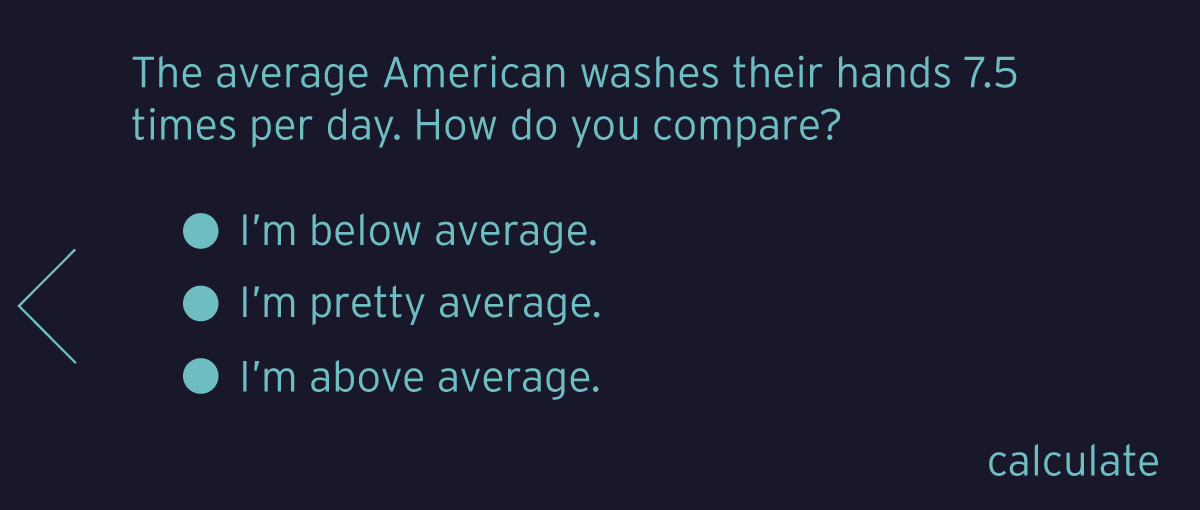 The average American washes their hands 7.5
times per day. How do you compare?
I'm below average.
I'm pretty average.
I'm above average.
calculate